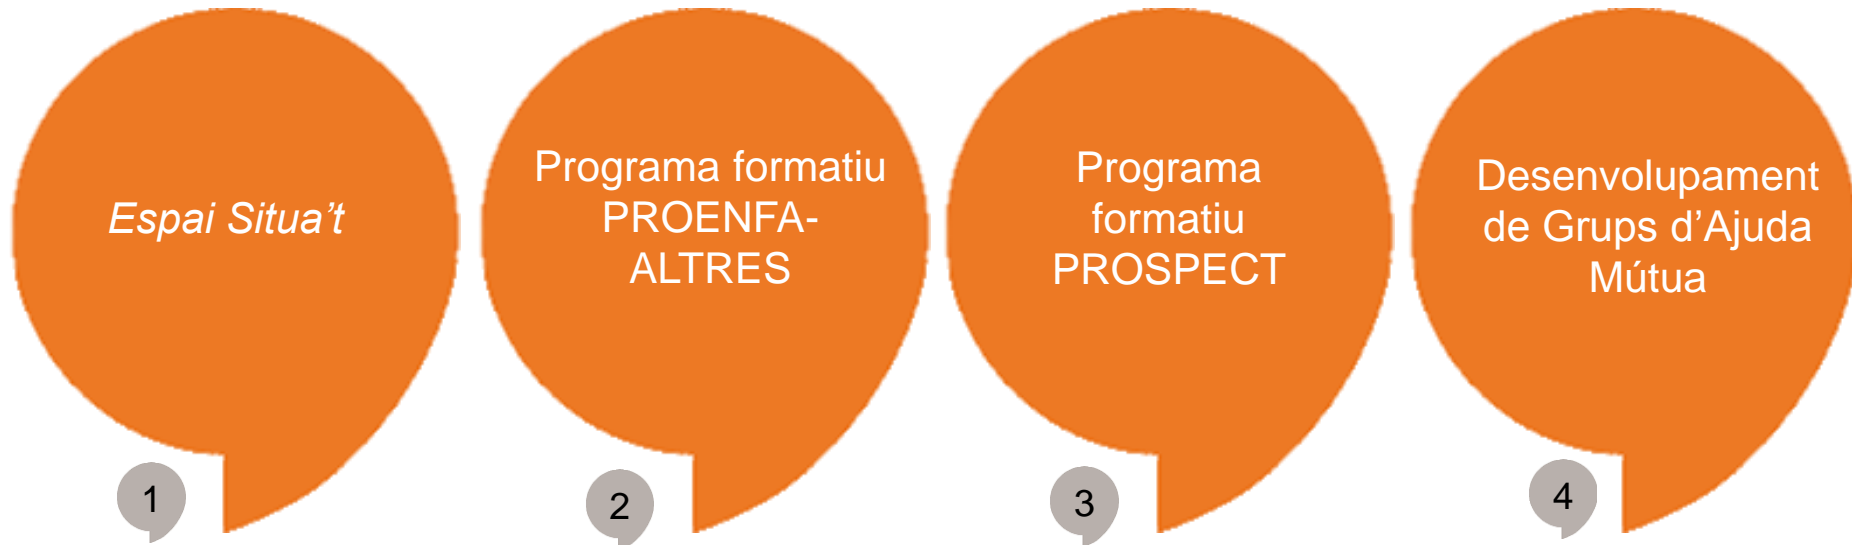 Espai Situa’t
1
Programa formatiu
PROENFA-
ALTRES
2
Programa
formatiu
PROSPECT
3
Desenvolupament
de Grups d’Ajuda
Mútua
4